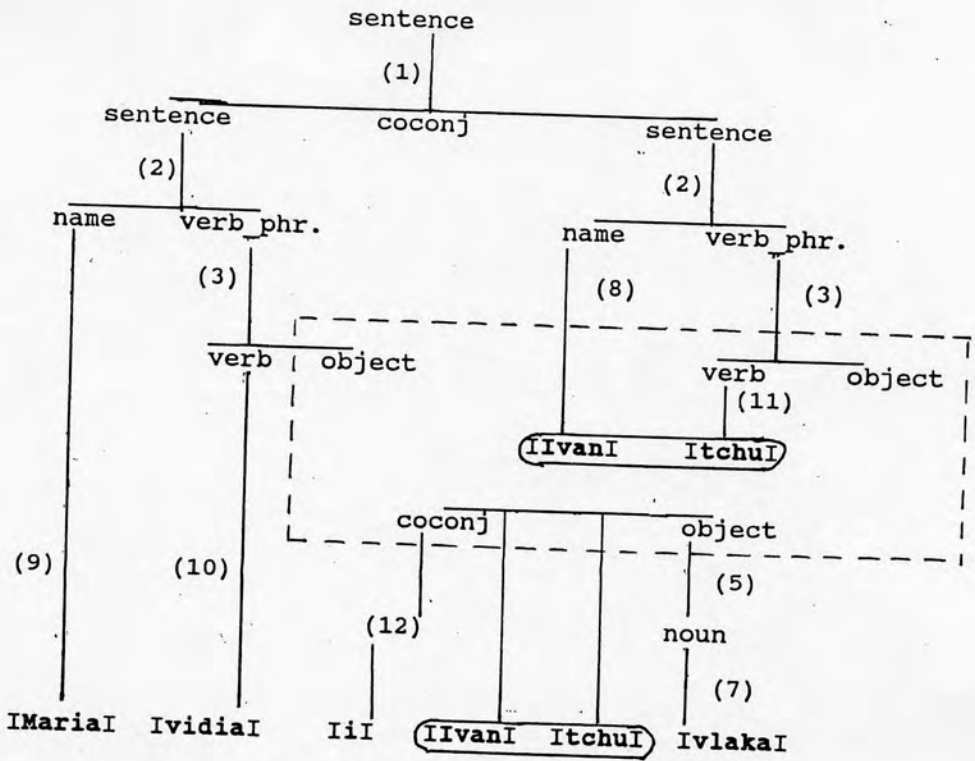 sentence
(1)
sentence coconj sentence
(2) (2)
name verb_phr. name verb_phr.
(3) (8) (3)
verb object verb object
(11)
IIvanI ItchuI
coconj object
(9) (10) (5)
(12) noun
(7)
IMariaI IvidiaI IiI IIvanI ItchuI IvlakaI